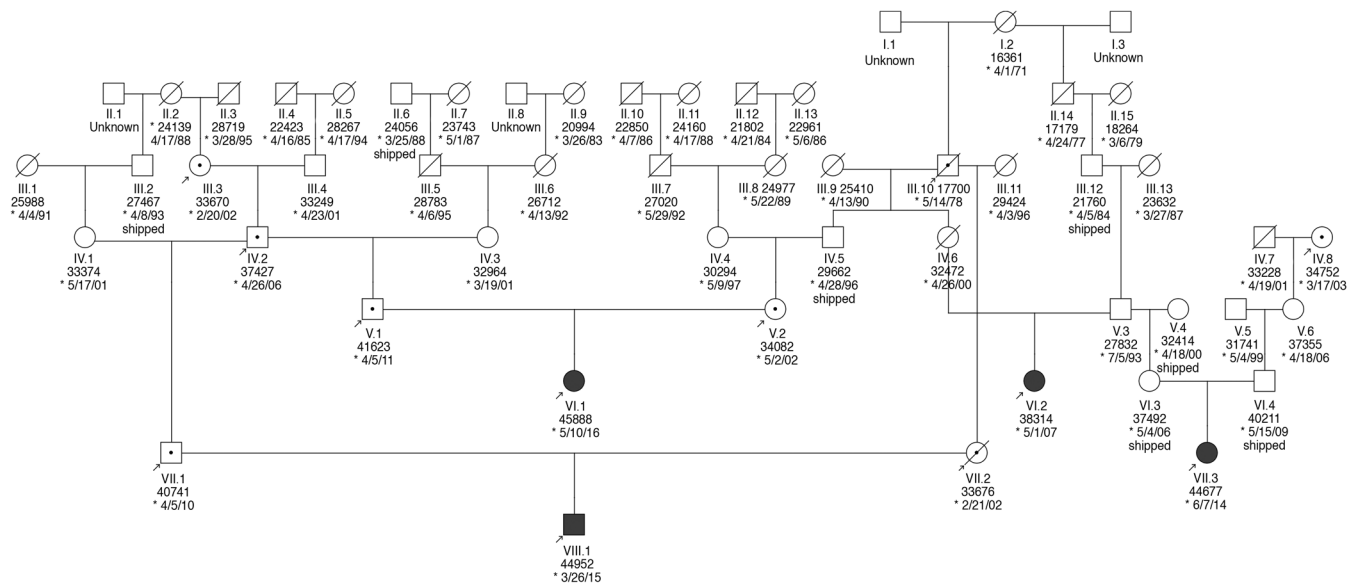 I.1
Unknown
I.2
16361
* 4/1/71
I.3
Unknown
II.1
Unknown
II.2
* 24139
4/17/88
II.3
28719
* 3/28/95
II.4
22423
* 4/16/85
II.5
28267
* 4/17/94
II.6
24056
* 3/25/88
shipped
II.7
23743
* 5/1/87
II.8
Unknown
II.9
20994
* 3/26/83
II.10
22850
* 4/7/86
II.11
24160
* 4/17/88
II.12
21802
* 4/21/84
II.13
22961
* 5/6/86
II.14
17179
* 4/24/77
II.15
18264
* 3/6/79
III.1
25988
* 4/4/91
III.2
27467
* 4/8/93
shipped
III.3
33670
* 2/20/02
III.4
33249
* 4/23/01
III.5
28783
* 4/6/95
III.6
26712
* 4/13/92
III.7
27020
* 5/29/92
III.8 24977
* 5/22/89
III.9 25410
* 4/13/90
III.10 17700
* 5/14/78
III.11
29424
* 4/3/96
III.12
21760
* 4/5/84
shipped
III.13
23632
* 3/27/87
IV.1
33374
* 5/17/01
IV.2
37427
* 4/26/06
IV.3
32964
* 3/19/01
IV.4
30294
* 5/9/97
IV.5
29662
* 4/28/96
shipped
IV.6
32472
* 4/26/00
IV.7
33228
* 4/19/01
IV.8
34752
* 3/17/03
V.1
41623
* 4/5/11
V.2
34082
* 5/2/02
V.3
27832
* 7/5/93
V.4
32414
* 4/18/00
shipped
V.5
31741
* 5/4/99
V.6
37355
* 4/18/06
VI.1
45888
* 5/10/16
VI.2
38314
* 5/1/07
VI.3
37492
* 5/4/06
shipped
VI.4
40211
* 5/15/09
shipped
VII.1
40741
* 4/5/10
VII.2
33676
* 2/21/02
VII.3
44677
* 6/7/14
VIII.1
44952
* 3/26/15